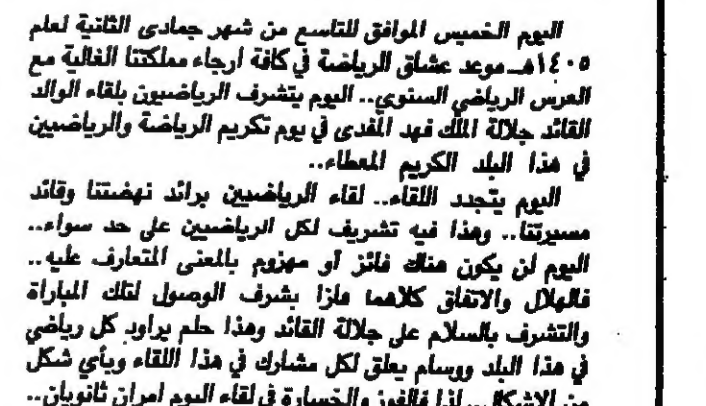 اليوم الخميس الموافق للتاسع من شهر جمادى الثانية لعام
١٤٠٥هـ موعد عشاق الرياضة في كافة ارجاء مملكتنا الغالية مع
العرس الرياضي السنوي.. اليوم يتشرف الرياضيون بلقاء الوالد
القائد جلالة الملك فهد المفدى في يوم تكريم الرياضة والرياضيين
في هذا البلد الكريم المعطاء..
اليوم يتجدد اللقاء.. لقاء الرياضيين برائد نهضتنا وقائد
مسيرتنا.. وهذا فيه تشريف لكل الرياضيين على حد سواء..
اليوم لن يكون هناك فائز أو مهزوم بالمعنى المتعارف عليه..
فالهلال والاتفاق كلاهما فازا بشرف الوصول لتلك المباراة
والتشرف بالسلام على جلالة القائد وهذا حلم يراود كل رياضي
في هذا البلد ووسام يعلق لكل مشارك في هذا اللقاء وبأي شكل
من الاشكال.. لذا فالفوز والخسارة في لقاء اليوم امران ثانويان..